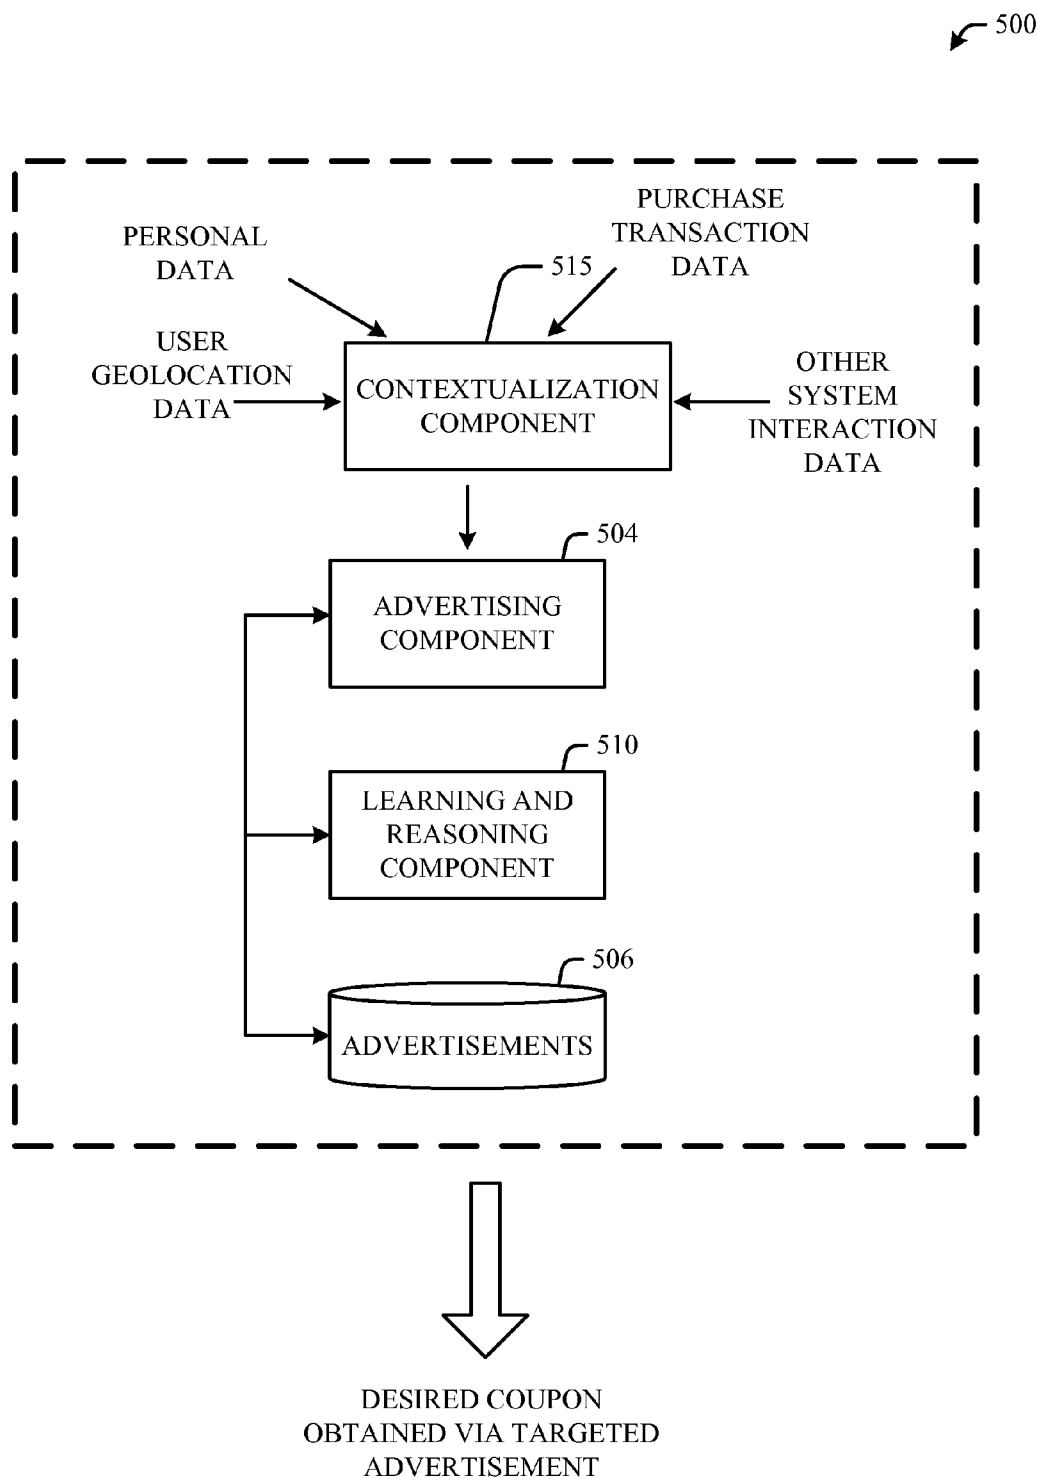 500
PERSONAL
DATA
PURCHASE
TRANSACTION
DATA
515
USER
GEOLOCATION
DATA
CONTEXTUALIZATION
COMPONENT
OTHER
SYSTEM
INTERACTION
DATA
504
ADVERTISING
COMPONENT
510
LEARNING AND
REASONING
COMPONENT
506
ADVERTISEMENTS
DESIRED COUPON
OBTAINED VIA TARGETED
ADVERTISEMENT